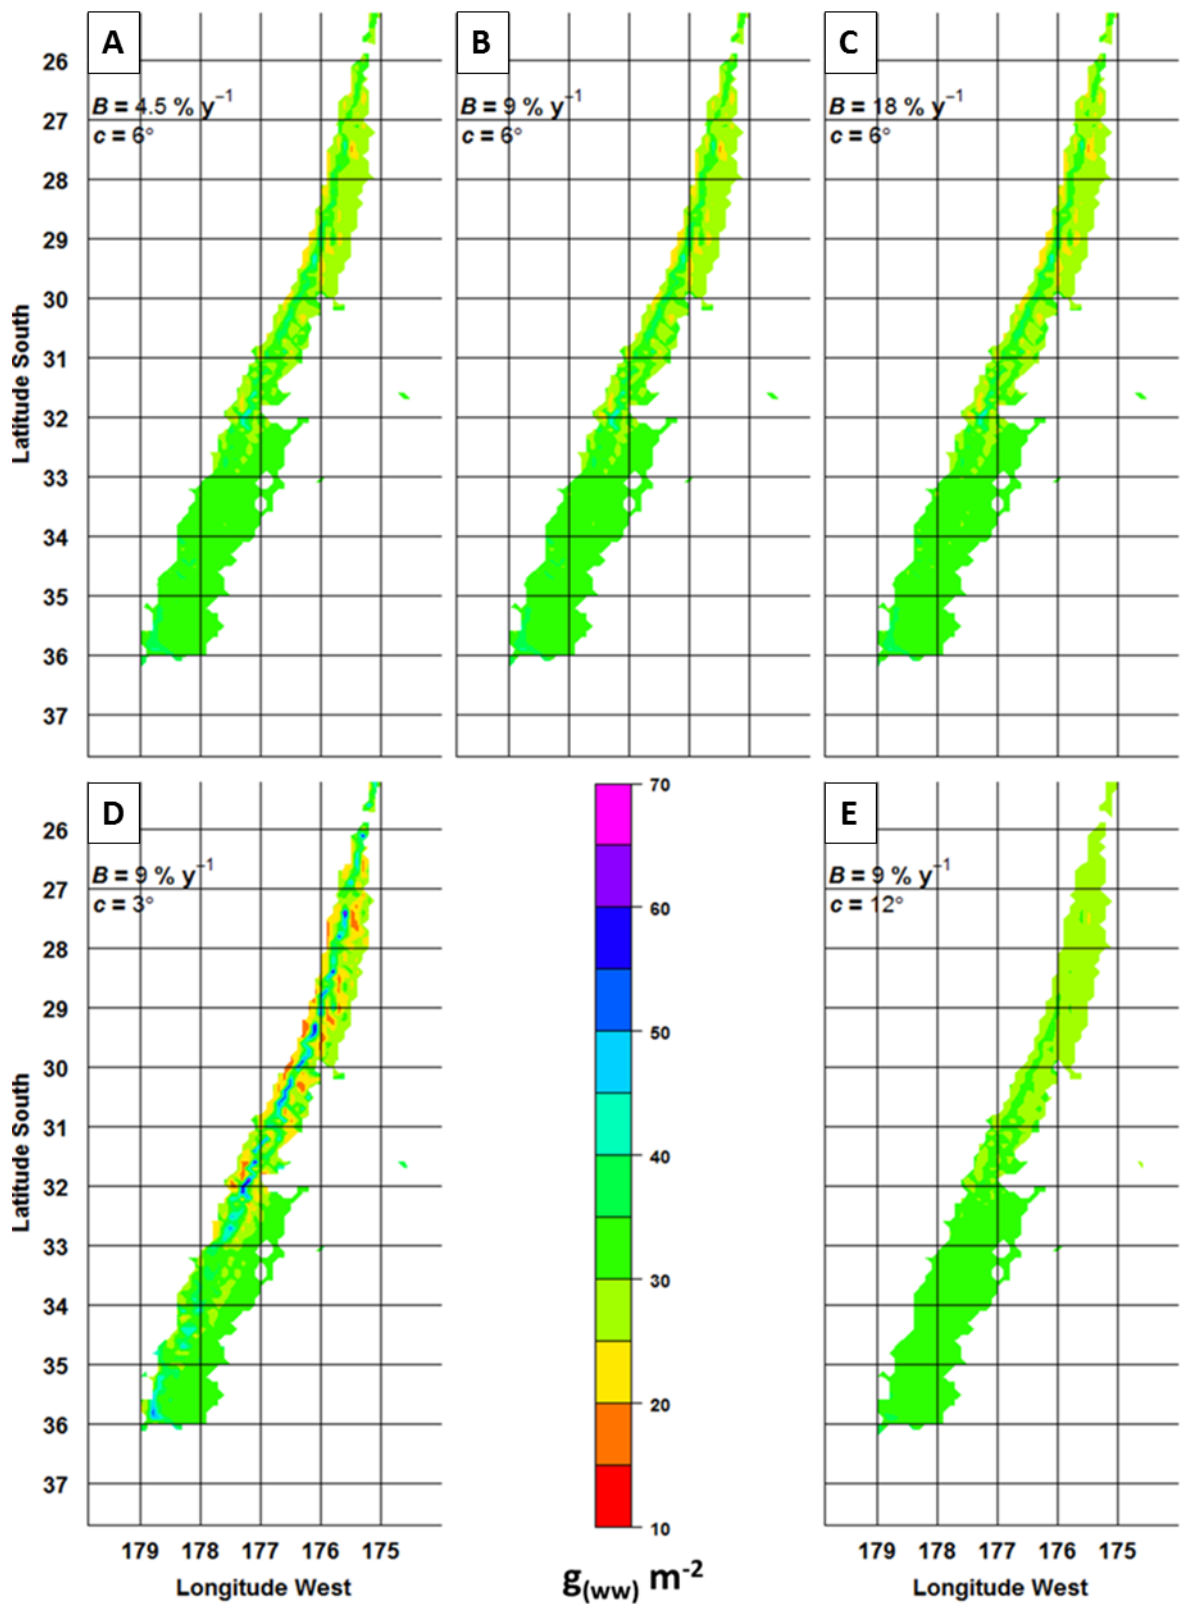 A
B = 4.5 % y⁻¹
c = 6°
B
B = 9 % y⁻¹
c = 6°
C
B = 18 % y⁻¹
c = 6°
26
27
28
29
30
31
32
33
34
35
36
37
Latitude South
D
B = 9 % y⁻¹
c = 3°
26
27
28
29
30
31
32
33
34
35
36
37
Latitude South
179 178 177 176 175
Longitude West
70
60
50
40
30
20
10
g(ww) m⁻²
E
B = 9 % y⁻¹
c = 12°
179 178 177 176 175
Longitude West